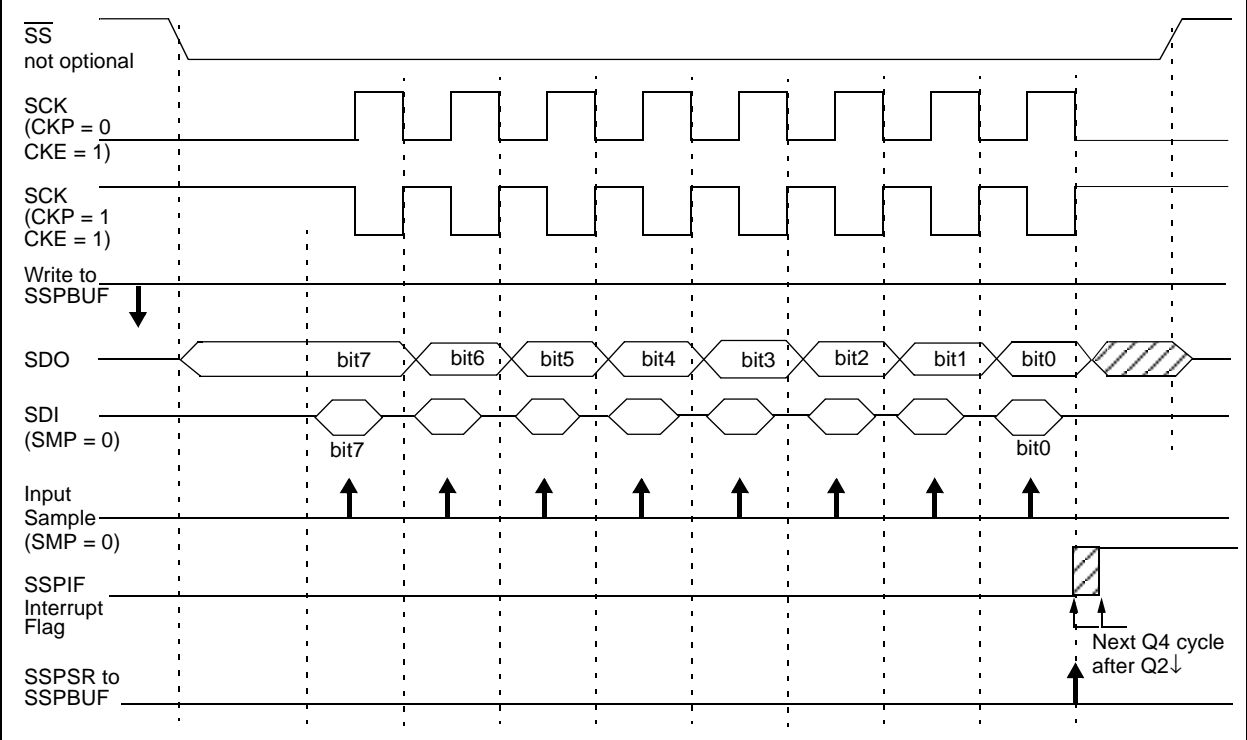 SS
not optional
SCK
(CKP = 0
CKE = 1)
SCK
(CKP = 1
CKE = 1)
Write to
SSPBUF
SDO
bit7 bit6 bit5 bit4 bit3 bit2 bit1 bit0
SDI
(SMP = 0)
bit7 bit0
Input
Sample
(SMP = 0)
SSPIF
Interrupt
Flag
Next Q4 cycle
after Q2↓
SSPSR to
SSPBUF